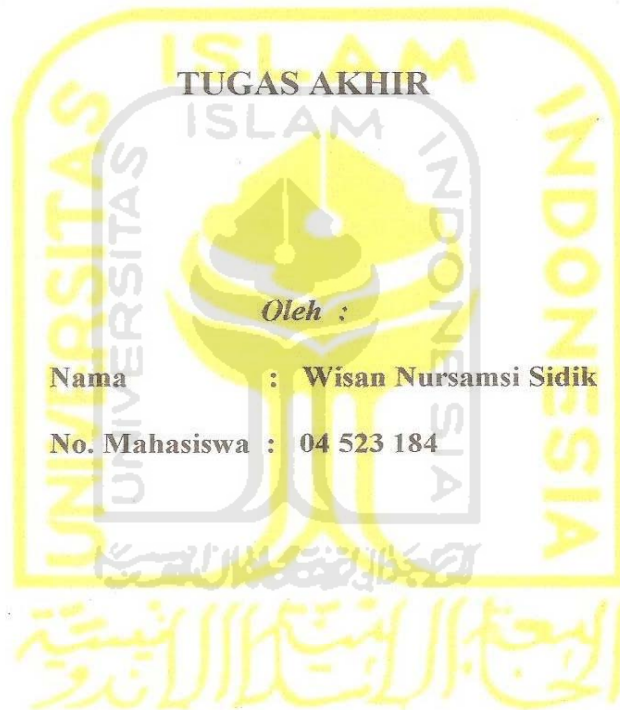 ISLAM
TUGAS AKHIR
ISLAM
UNIVERSITAS
UNIVERSITAS
INDONESIA
INDONESIA
Oleh :
Nama : Wisan Nursamsi Sidik
No. Mahasiswa : 04 523 184